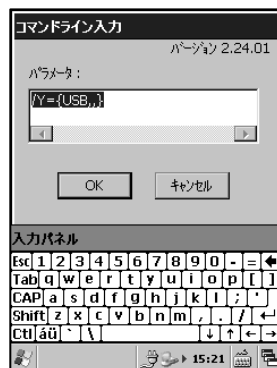 コマンドライン入力
ﾊﾞｰｼﾞｮﾝ 2.24.01
ﾊﾟﾗﾒｰﾀ：
/Y={USB,,}
OK
ｷｬﾝｾﾙ
入力パネル
Esc 1 2 3 4 5 6 7 8 9 0 - =
Tab q w e r t y u i o p [ ]
CAP a s d f g h j k l ; '
Shift z x c v b n m , . /
Ctl áü ` \ ↓ ↑ ← →
15:21